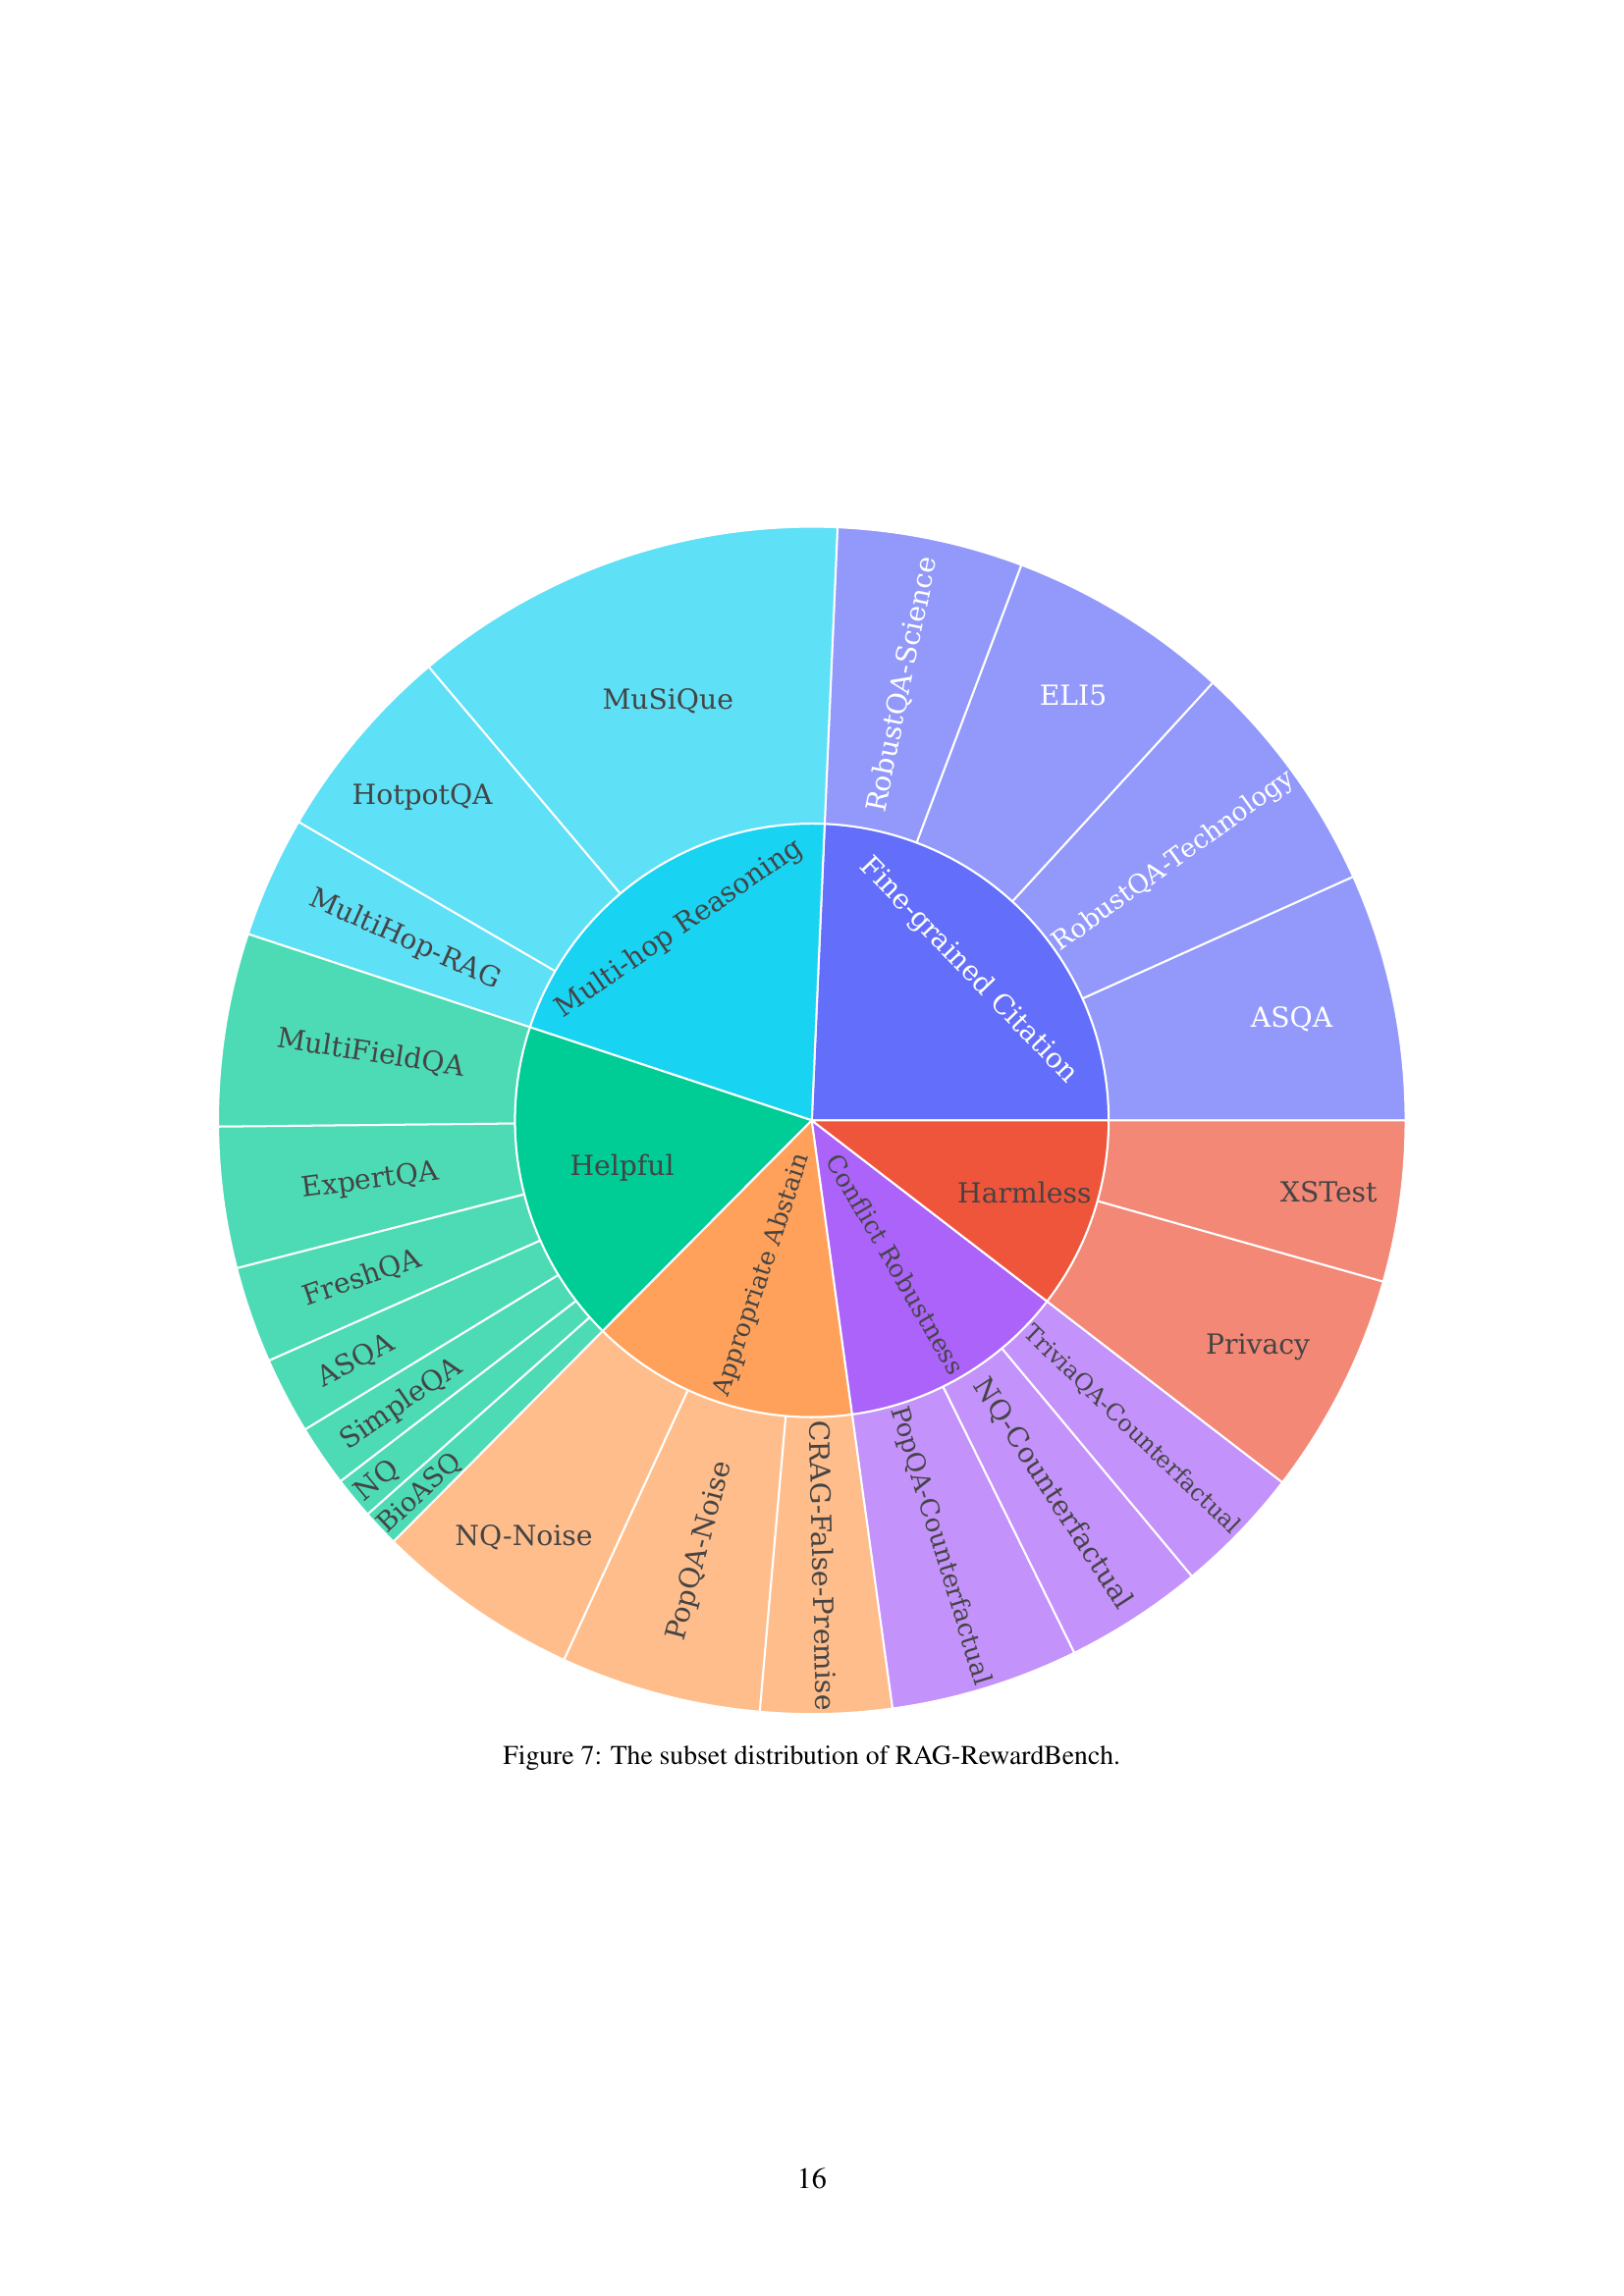 RobustQA-Science
ELI5
MuSiQue
RobustQA-Technology
HotpotQA
Multi-hop Reasoning
Fine-grained Citation
MultiHop-RAG
ASQA
MultiFieldQA
Helpful
ExpertQA
Harmless
XSTest
FreshQA
Appropriate Abstain
Conflict Robustness
ASQA
Privacy
SimpleQA
TriviaQA-Counterfactual
NQ
BioASQ
NQ-Counterfactual
NQ-Noise
PopQA-Noise
CRAG-False-Premise
PopQA-Counterfactual
Figure 7: The subset distribution of RAG-RewardBench.
16